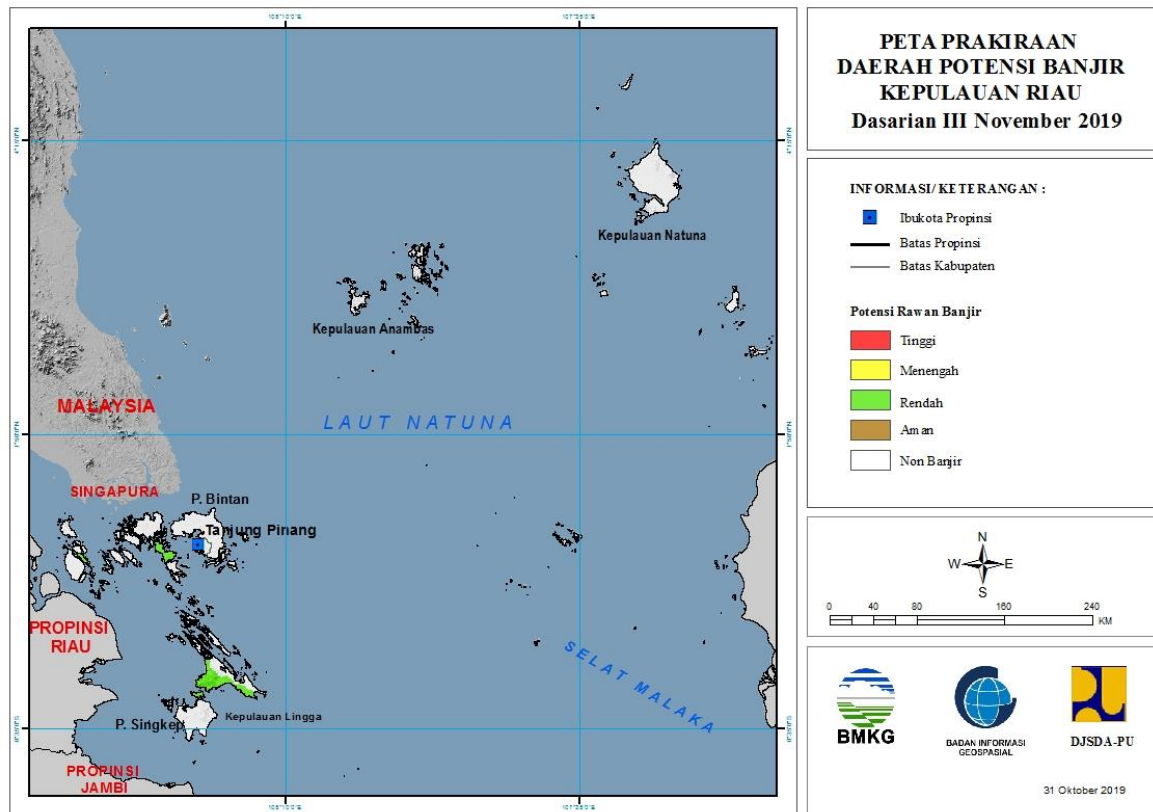 PETA PRAKIRAAN
DAERAH POTENSI BANJIR
KEPULAUAN RIAU
Dasarian III November 2019
INFORMASI/ KETERANGAN :
Ibukota Propinsi
Batas Propinsi
Batas Kabupaten
Potensi Rawan Banjir
Tinggi
Menengah
Rendah
Aman
Non Banjir
N
W E
S
0 40 80 160 240
KM
BMKG
BADAN INFORMASI
GEOSPASIAL
DJSDA-PU
31 Oktober 2019
Kepulauan Natuna
Kepulauan Anambas
MALAYSIA
LAUT NATUNA
SINGAPURA
P. Bintan
Tanjung Pinang
PROPINSI
RIAU
SELAT MALAKA
Kepulauan Lingga
P. Singkep
PROPINSI
JAMBI